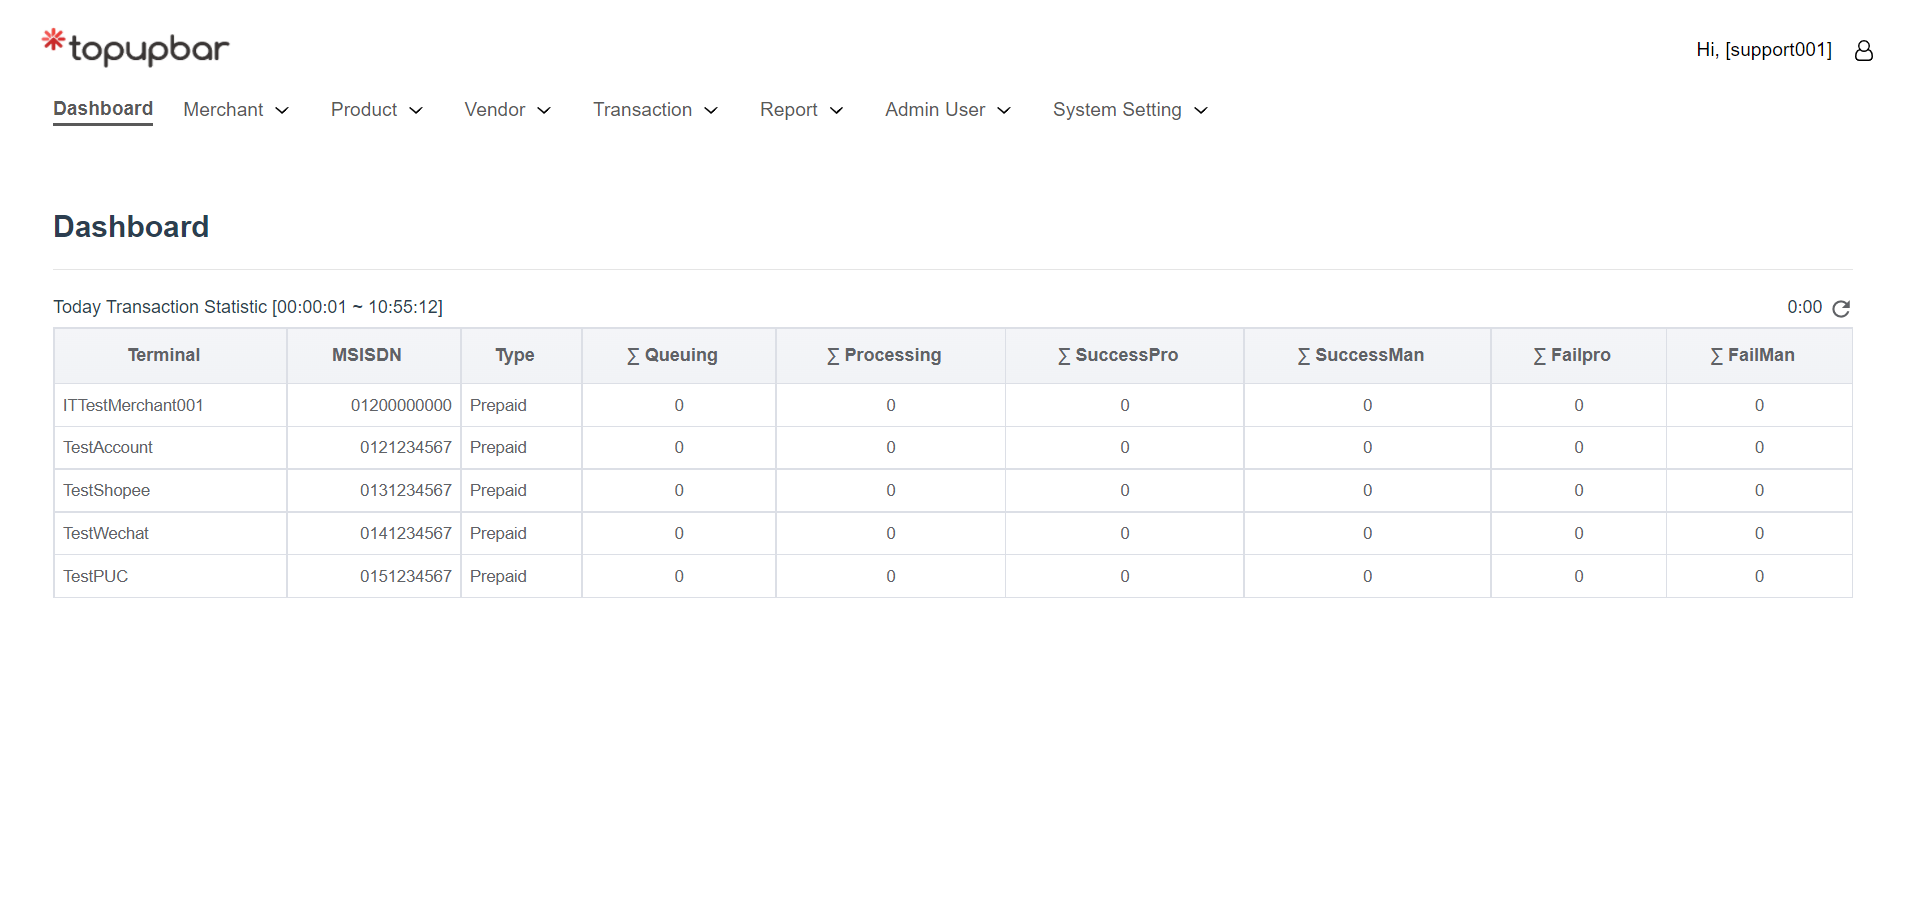 topupbar
Hi, [support001]
Dashboard Merchant Product Vendor Transaction Report Admin User System Setting
Dashboard
Today Transaction Statistic [00:00:01 ~ 10:55:12] 0:00
Terminal MSISDN Type ∑ Queuing ∑ Processing ∑ SuccessPro ∑ SuccessMan ∑ Failpro ∑ FailMan
ITTestMerchant001 01200000000 Prepaid 0 0 0 0 0 0
TestAccount 0121234567 Prepaid 0 0 0 0 0 0
TestShopee 0131234567 Prepaid 0 0 0 0 0 0
TestWechat 0141234567 Prepaid 0 0 0 0 0 0
TestPUC 0151234567 Prepaid 0 0 0 0 0 0